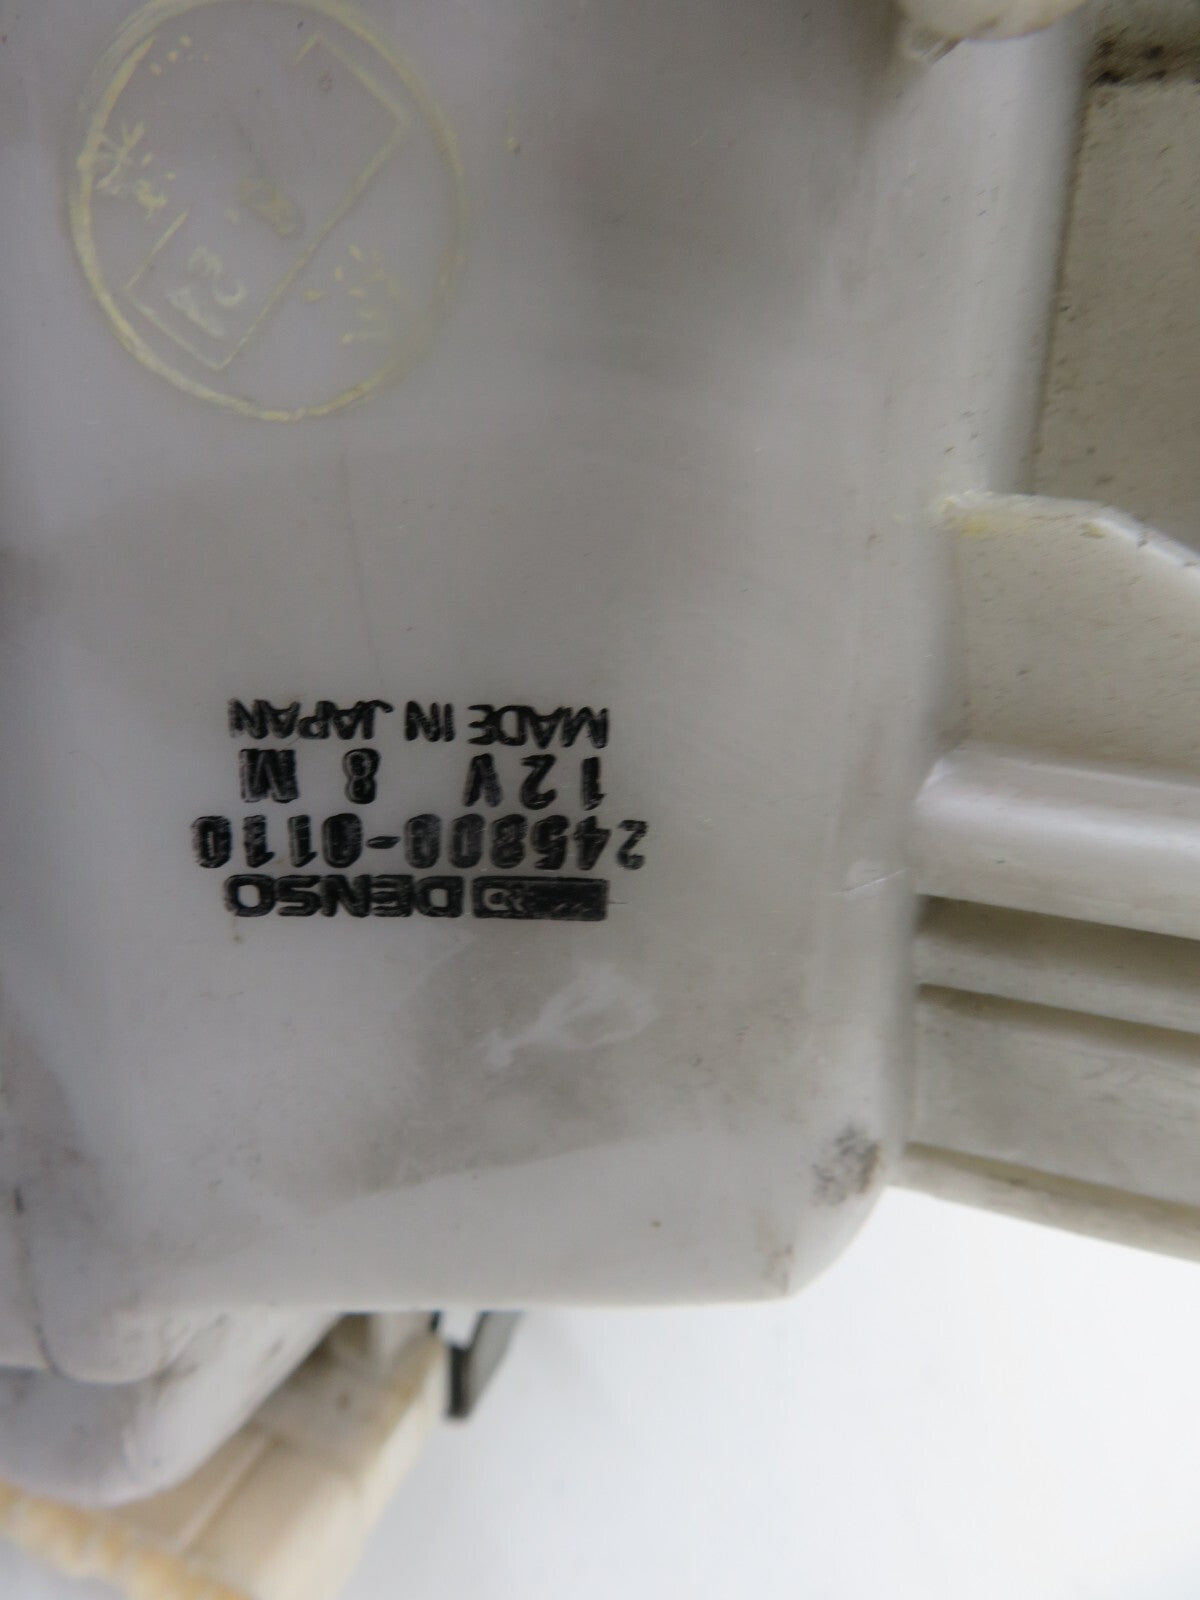 DENSO
245800-0110
12V 8 M
MADE IN JAPAN